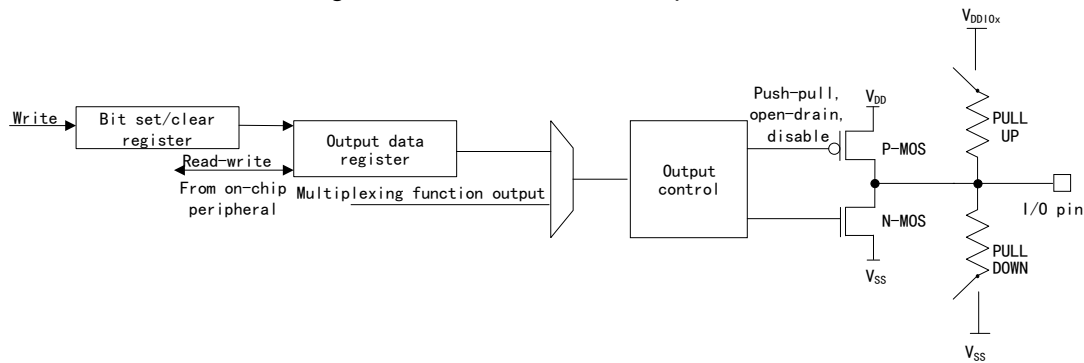 V_DDIOx
Write
Bit set/clear
register
Output data
register
Read-write
From on-chip
peripheral
Multiplexing function output
Output
control
Push-pull,
open-drain,
disable
V_DD
P-MOS
N-MOS
V_SS
PULL
UP
I/O pin
PULL
DOWN
V_SS